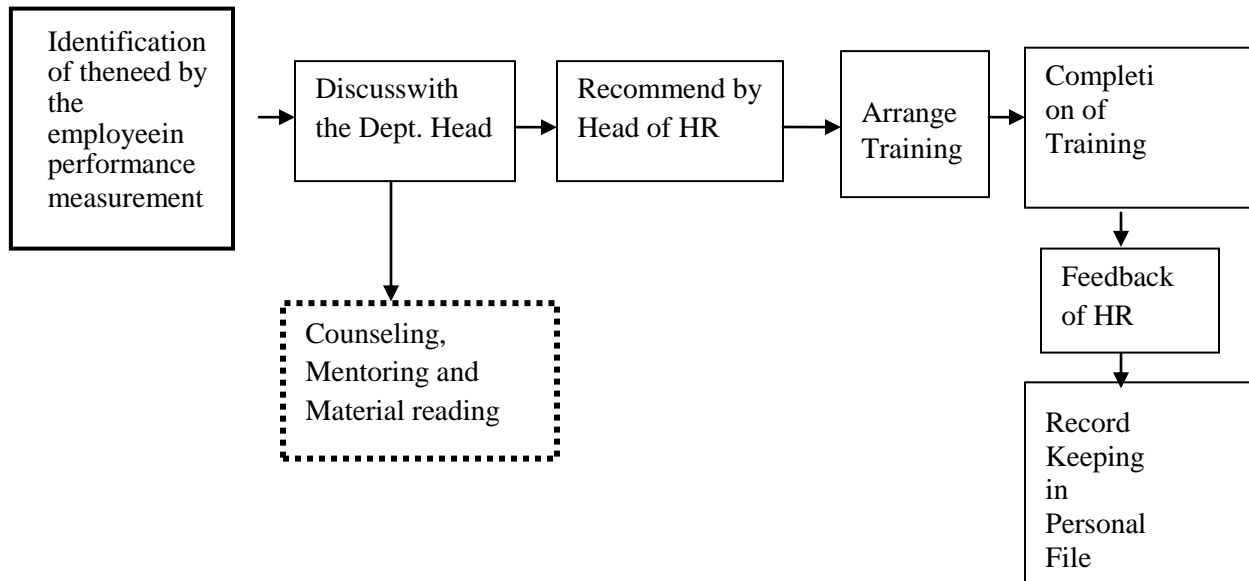 Identification
of theneed by
the
employeein
performance
measurement
Discusswith
the Dept. Head
Recommend by
Head of HR
Arrange
Training
Completi
on of
Training
Counseling,
Mentoring and
Material reading
Feedback
of HR
Record
Keeping
in
Personal
File